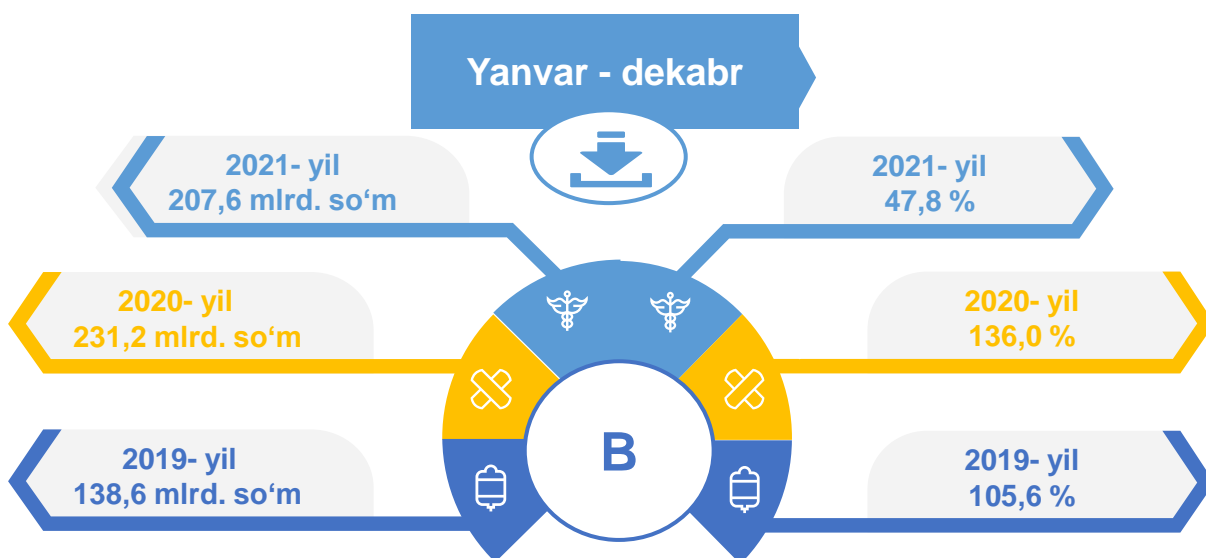 Yanvar - dekabr
2021- yil
207,6 mlrd. so‘m
2021- yil
47,8 %
2020- yil
231,2 mlrd. so‘m
2020- yil
136,0 %
2019- yil
138,6 mlrd. so‘m
2019- yil
105,6 %
B